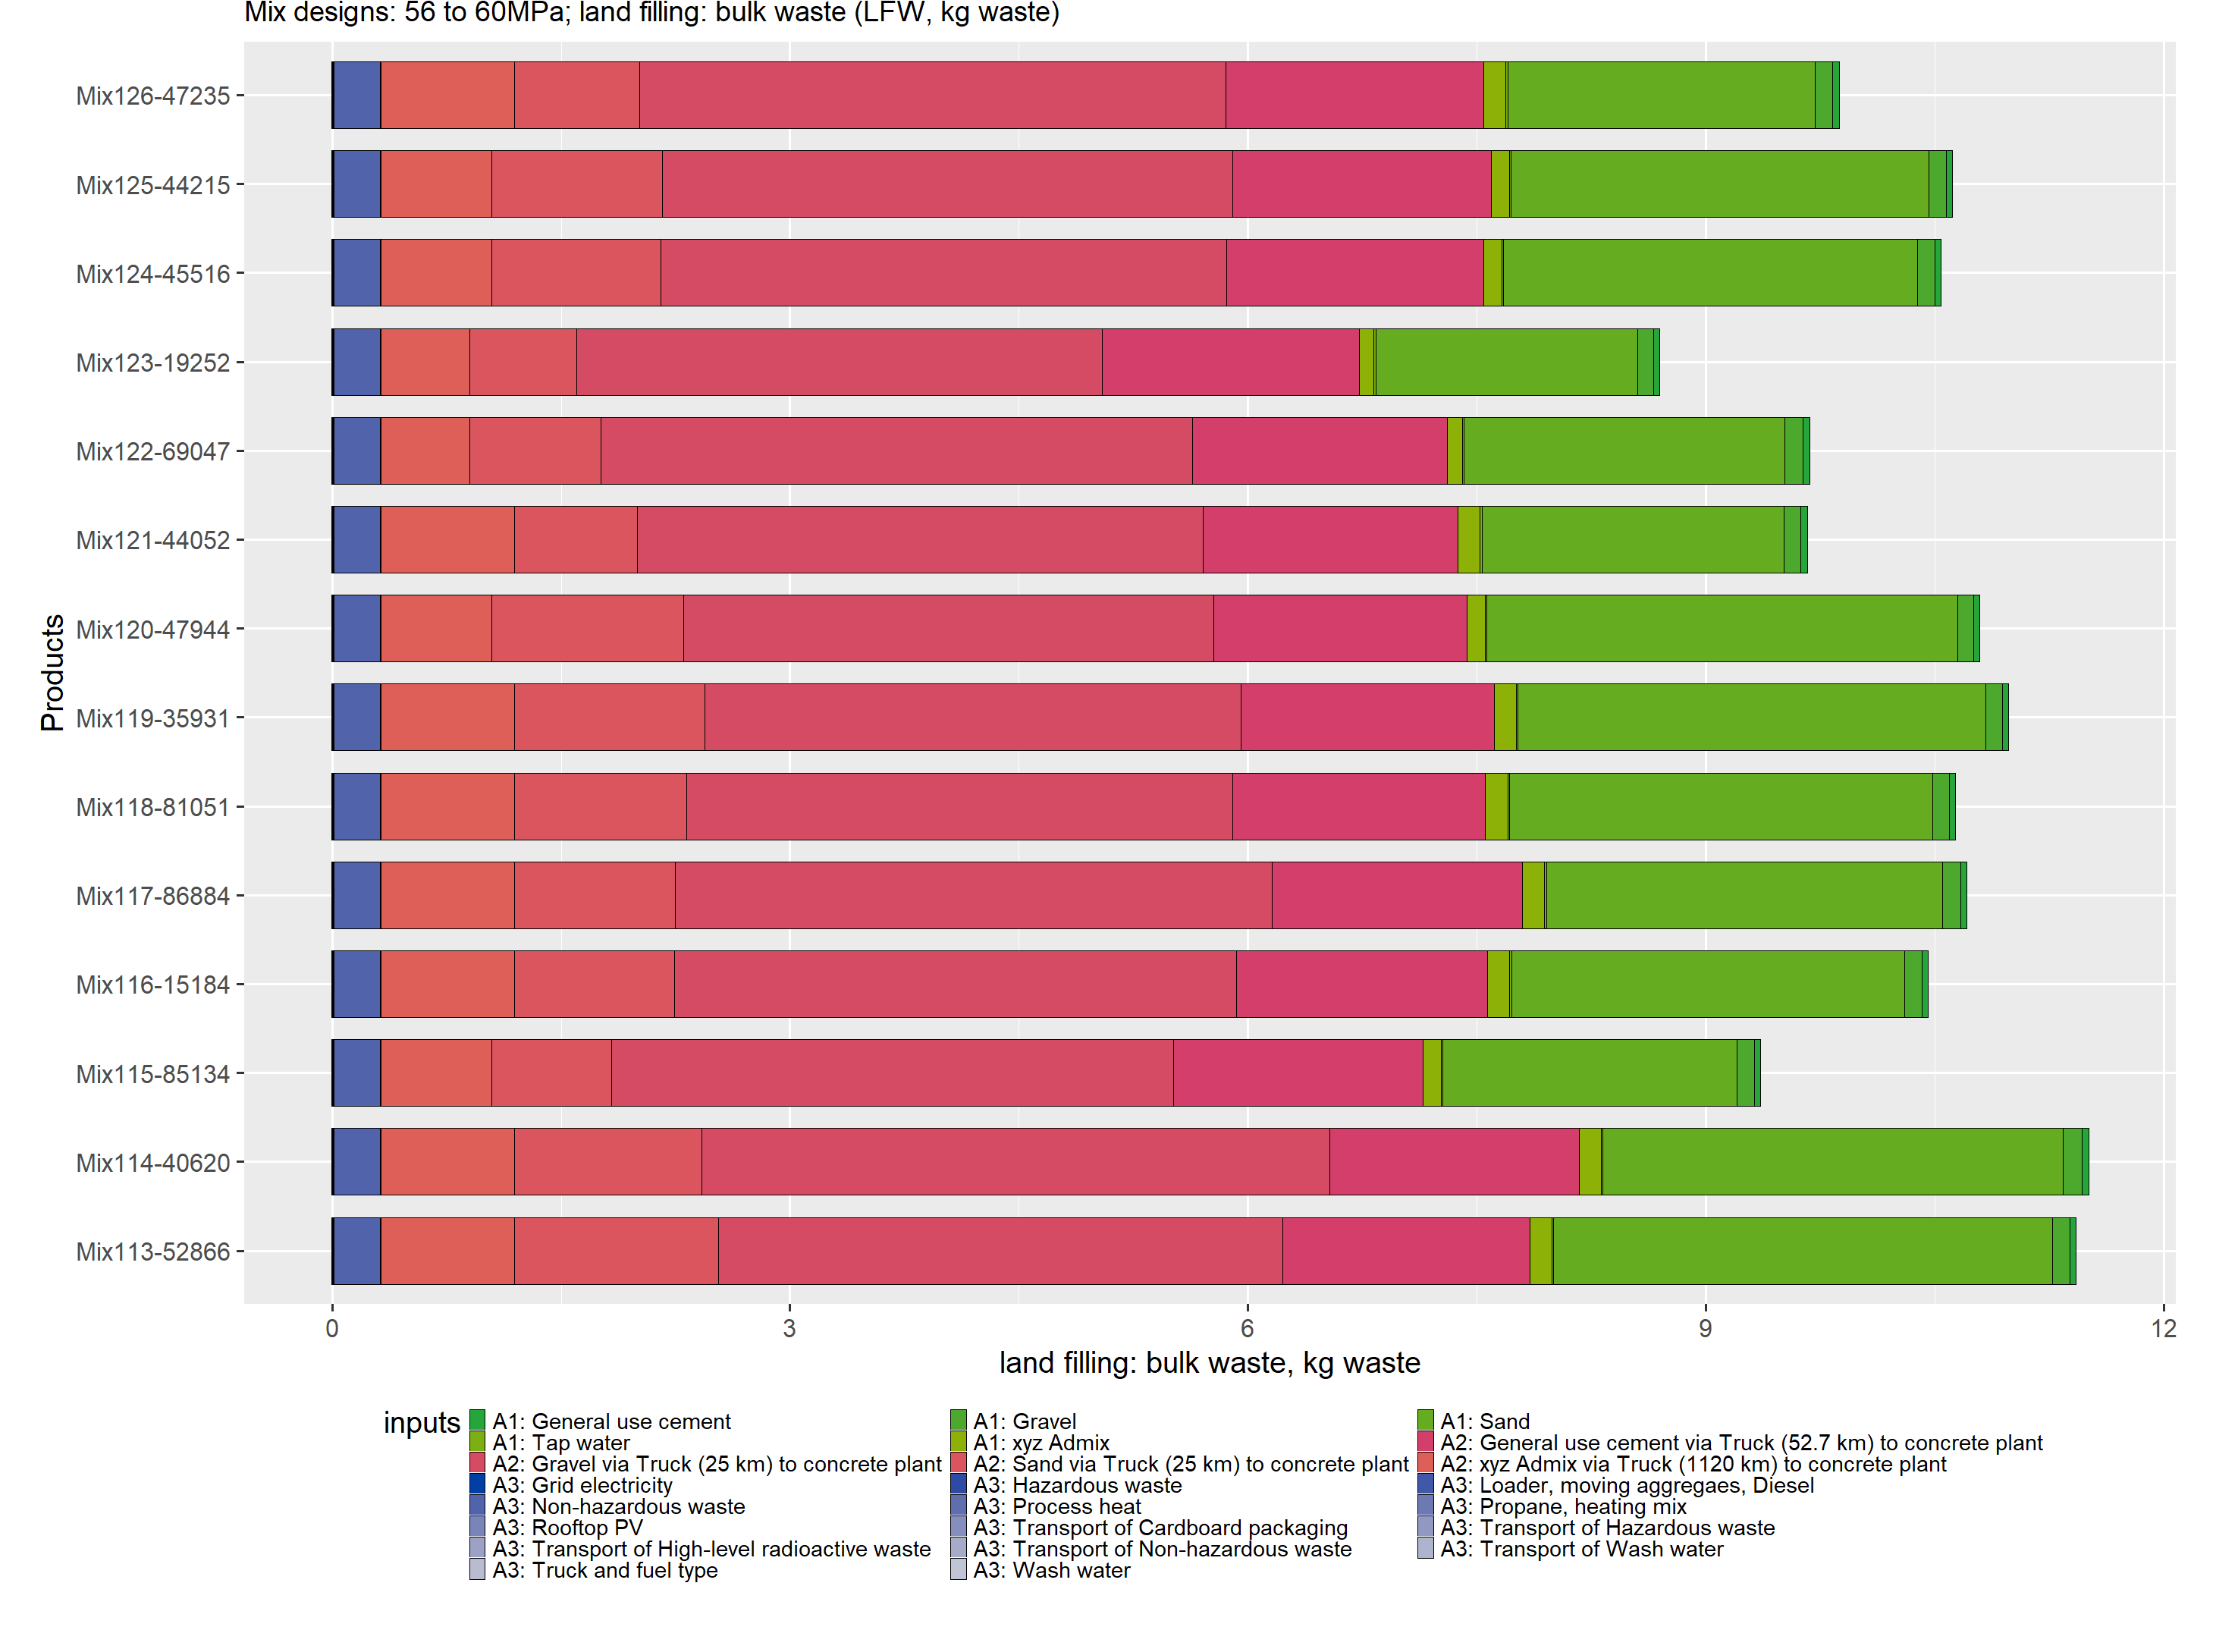 Mix designs: 56 to 60MPa; land filling: bulk waste (LFW, kg waste)
Products
Mix126-47235
Mix125-44215
Mix124-45516
Mix123-19252
Mix122-69047
Mix121-44052
Mix120-47944
Mix119-35931
Mix118-81051
Mix117-86884
Mix116-15184
Mix115-85134
Mix114-40620
Mix113-52866
0 3 6 9 12
land filling: bulk waste, kg waste
inputs
A1: General use cement A1: Gravel A1: Sand
A1: Tap water A1: xyz Admix A2: General use cement via Truck (52.7 km) to concrete plant
A2: Gravel via Truck (25 km) to concrete plant A2: Sand via Truck (25 km) to concrete plant A2: xyz Admix via Truck (1120 km) to concrete plant
A3: Grid electricity A3: Hazardous waste A3: Loader, moving aggregaes, Diesel
A3: Non-hazardous waste A3: Process heat A3: Propane, heating mix
A3: Rooftop PV A3: Transport of Cardboard packaging A3: Transport of Hazardous waste
A3: Transport of High-level radioactive waste A3: Transport of Non-hazardous waste A3: Transport of Wash water
A3: Truck and fuel type A3: Wash water